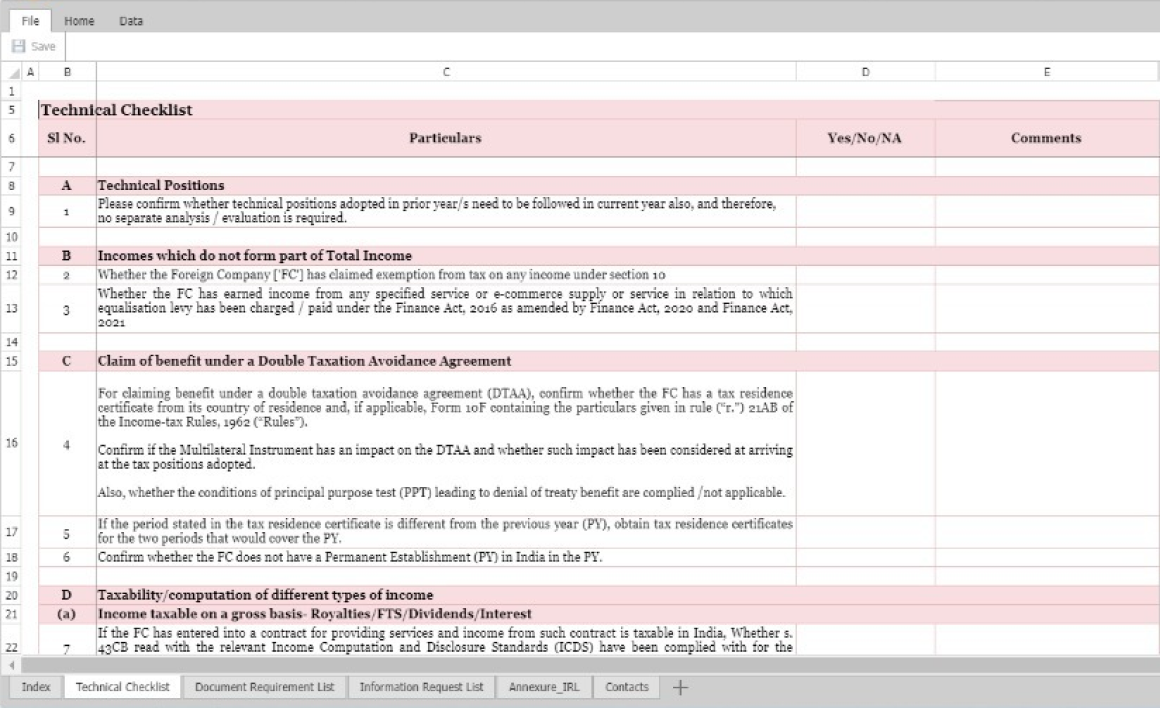 File Home Data
Save
A B C D E
1
5 Technical Checklist
6 Sl No. Particulars Yes/No/NA Comments
7
8 A Technical Positions
9 1 Please confirm whether technical positions adopted in prior year/s need to be followed in current year also, and therefore,
no separate analysis / evaluation is required.
10
11 B Incomes which do not form part of Total Income
12 2 Whether the Foreign Company ['FC'] has claimed exemption from tax on any income under section 10
13 3 Whether the FC has earned income from any specified service or e-commerce supply or service in relation to which
equalisation levy has been charged / paid under the Finance Act, 2016 as amended by Finance Act, 2020 and Finance Act,
2021
14
15 C Claim of benefit under a Double Taxation Avoidance Agreement
16 4 For claiming benefit under a double taxation avoidance agreement (DTAA), confirm whether the FC has a tax residence
certificate from its country of residence and, if applicable, Form 10F containing the particulars given in rule (“r.”) 21AB of
the Income-tax Rules, 1962 (“Rules”).
Confirm if the Multilateral Instrument has an impact on the DTAA and whether such impact has been considered at arriving
at the tax positions adopted.
Also, whether the conditions of principal purpose test (PPT) leading to denial of treaty benefit are complied /not applicable.
17 5 If the period stated in the tax residence certificate is different from the previous year (PY), obtain tax residence certificates
for the two periods that would cover the PY.
18 6 Confirm whether the FC does not have a Permanent Establishment (PY) in India in the PY.
19
20 D Taxability/computation of different types of income
21 (a) Income taxable on a gross basis- Royalties/FTS/Dividends/Interest
22 7 If the FC has entered into a contract for providing services and income from such contract is taxable in India, Whether s.
43CB read with the relevant Income Computation and Disclosure Standards (ICDS) have been complied with for the
Index Technical Checklist Document Requirement List Information Request List Annexure_IRL Contacts +